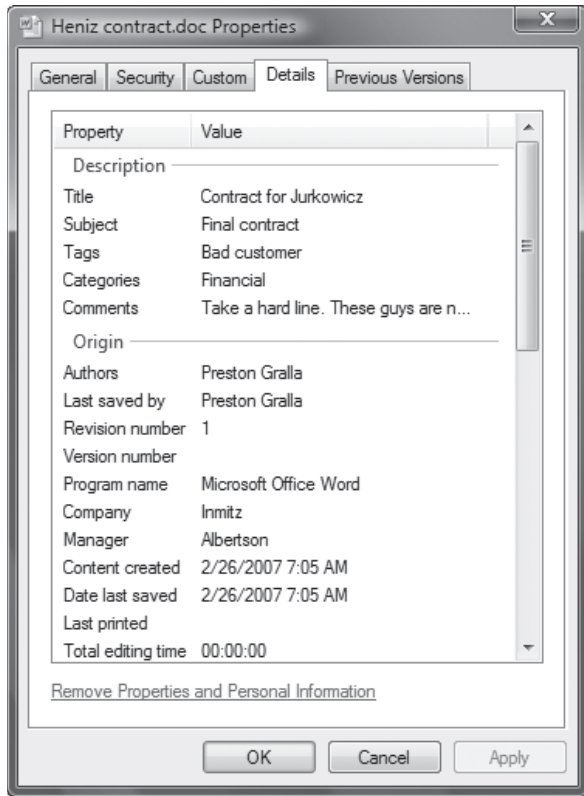 Heniz contract.doc Properties
General Security Custom Details Previous Versions
Property Value
Description
Title Contract for Jurkowicz
Subject Final contract
Tags Bad customer
Categories Financial
Comments Take a hard line. These guys are n...
Origin
Authors Preston Gralla
Last saved by Preston Gralla
Revision number 1
Version number
Program name Microsoft Office Word
Company Inmitz
Manager Albertson
Content created 2/26/2007 7:05 AM
Date last saved 2/26/2007 7:05 AM
Last printed
Total editing time 00:00:00
Remove Properties and Personal Information
OK Cancel Apply